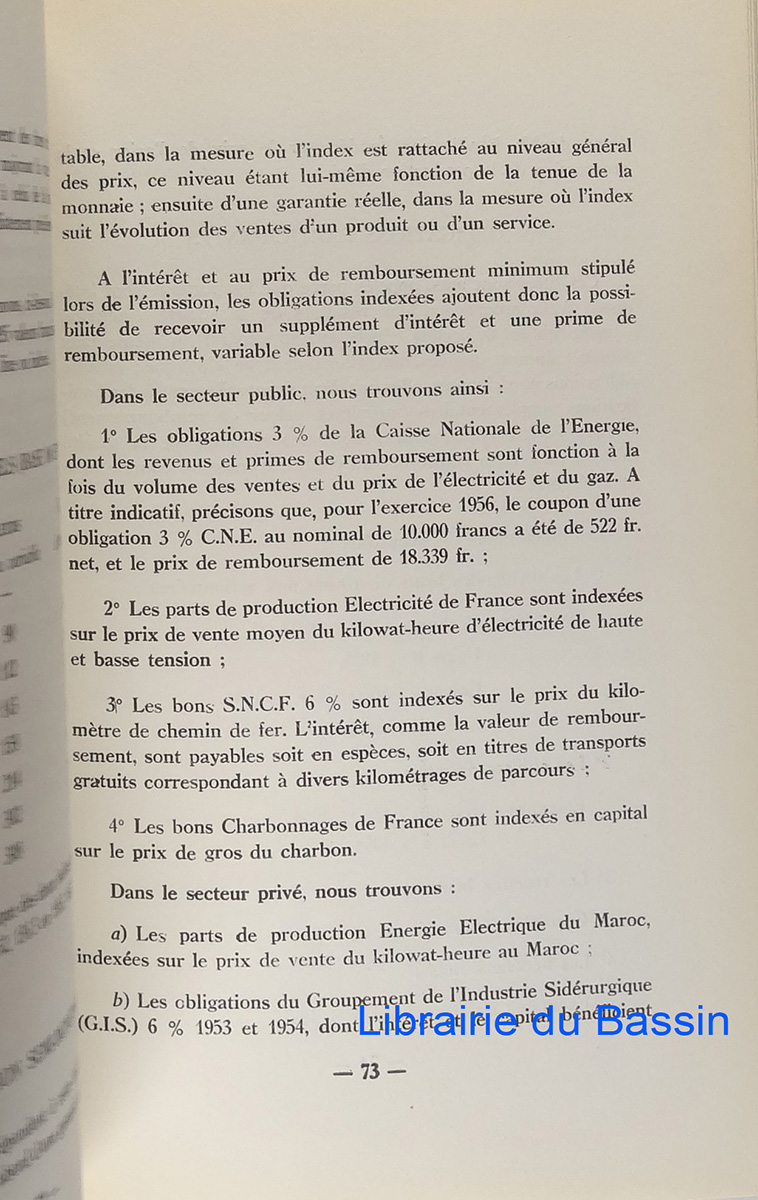 table, dans la mesure où l'index est rattaché au niveau général
des prix, ce niveau étant lui-même fonction de la tenue de la
monnaie ; ensuite d'une garantie réelle, dans la mesure où l'index
suit l'évolution des ventes d'un produit ou d'un service.
A l'intérêt et au prix de remboursement minimum stipulé
lors de l'émission, les obligations indexées ajoutent donc la possi-
bilité de recevoir un supplément d'intérêt et une prime de
remboursement, variable selon l'index proposé.
Dans le secteur public, nous trouvons ainsi :
1° Les obligations 3 % de la Caisse Nationale de l'Energie,
dont les revenus et primes de remboursement sont fonction à la
fois du volume des ventes et du prix de l'électricité et du gaz. A
titre indicatif, précisons que, pour l'exercice 1956, le coupon d'une
obligation 3 % C.N.E. au nominal de 10.000 francs a été de 522 fr.
net, et le prix de remboursement de 18.339 fr. ;
2° Les parts de production Electricité de France sont indexées
sur le prix de vente moyen du kilowat-heure d'électricité de haute
et basse tension ;
3° Les bons S.N.C.F. 6 % sont indexés sur le prix du kilo-
mètre de chemin de fer. L'intérêt, comme la valeur de rembour-
sement, sont payables soit en espèces, soit en titres de transports
gratuits correspondant à divers kilométrages de parcours ;
4° Les bons Charbonnages de France sont indexés en capital
sur le prix de gros du charbon.
Dans le secteur privé, nous trouvons :
a) Les parts de production Energie Electrique du Maroc,
indexées sur le prix de vente du kilowat-heure au Maroc ;
b) Les obligations du Groupement de l'Industrie Sidérurgique
(G.I.S.) 6 % 1953 et 1954, dont l'intérêt et le capital bénéficient
Librairie du Bassin
— 73 —